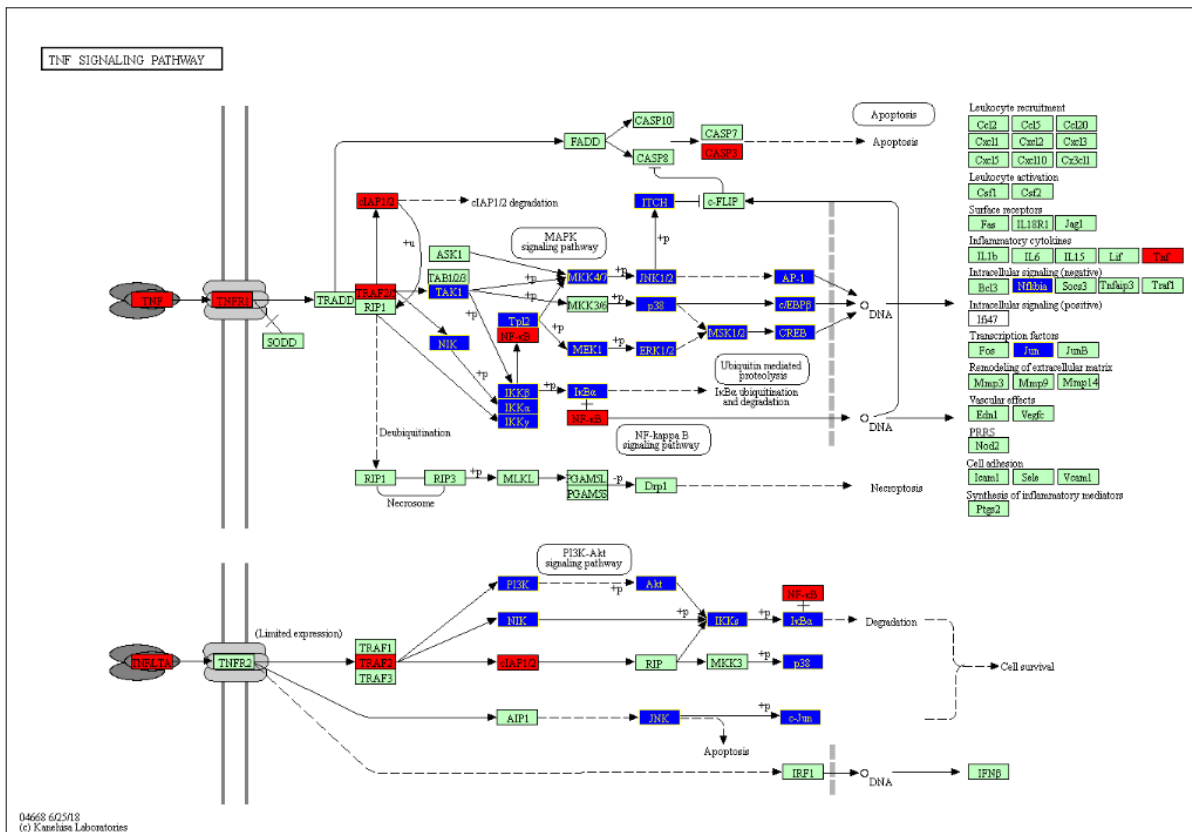 TNF SIGNALING PATHWAY
Apoptosis
CASP10
FADD
CASP7
CASP3
Apoptosis
CASP8
cIAP1/2
cIAP1/2 degradation
ITCH
c-FLIP
+u
MAPK
signaling pathway
+p
ASK1
TAB1/2/3
TAK1
+p
+p
+p
+p
MKK4/7
+p
JNK1/2
AP-1
TNF
TNFR1
TRADD
TRAF2/5
RIP1
MKK3/6
+p
p38
c/EBPβ
DNA
SODD
NIK
+p
Tpl2
NF-κB
+p
MEK1
+p
ERK1/2
MSK1/2
CREB
+p
IKKβ
IKKα
IKKγ
+p
IκBα
Ubiquitin mediated
proteolysis
IκBα ubiquitination
and degradation
NF-κB
DNA
NF-kappa B
signaling pathway
Deubiquitination
RIP1
RIP3
+p
MLKL
PGAM5L
PGAM5S
-p
Drp1
Necroptosis
Necrosome
Leukocyte recruitment
Ccl2 Ccl5 Ccl20
Cxcl1 Cxcl2 Cxcl3
Cxcl5 Cxcl10 Cx3cl1
Leukocyte activation
Csf1 Csf2
Surface receptors
Fas IL18R1 Jag1
Inflammatory cytokines
IL1b IL6 IL15 Lif Tnf
Intracellular signaling (negative)
Bcl3 Nfkbia Socs3 Tnfaip3 Traf1
Intracellular signaling (positive)
Ifi47
Transcription factors
Fos Jun JunB
Remodeling of extracellular matrix
Mmp3 Mmp9 Mmp14
Vascular effects
Edn1 Vegfc
PRRS
Nod2
Cell adhesion
Icam1 Sele Vcam1
Synthesis of inflammatory mediators
Ptgs2
PI3K-Akt
signaling pathway
PI3K
+p
Akt
NF-κB
NIK
+p
IKKs
+p
IκBα
Degradation
(Limited expression)
TNFR2
TRAF1
TRAF2
TRAF3
cIAP1/2
RIP
MKK3
+p
p38
Cell survival
AIP1
JNK
+p
c-Jun
Apoptosis
IRF1
DNA
IFNβ
04668 6/25/18
(c) Kanehisa Laboratories